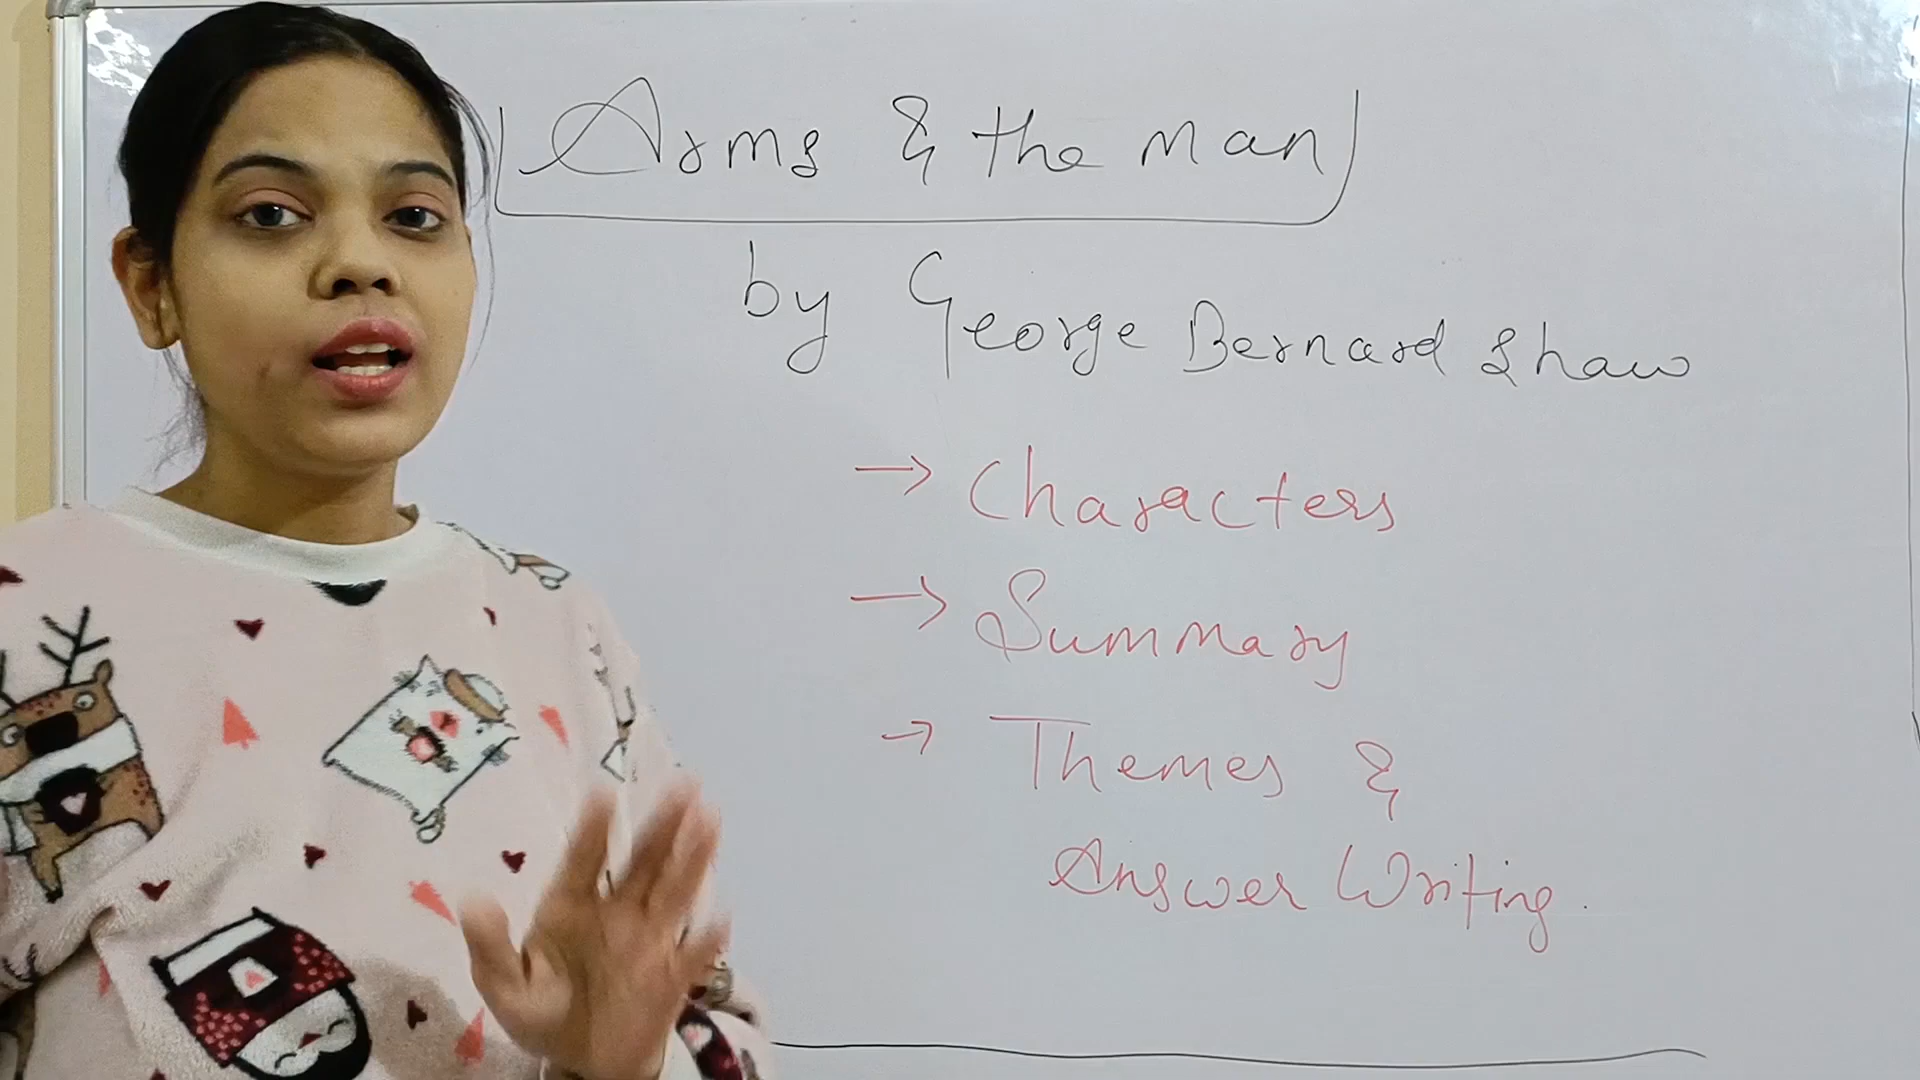 Arms & the Man
by George Bernard Shaw
→ Characters
→ Summary
→ Themes &
Answer Writing.